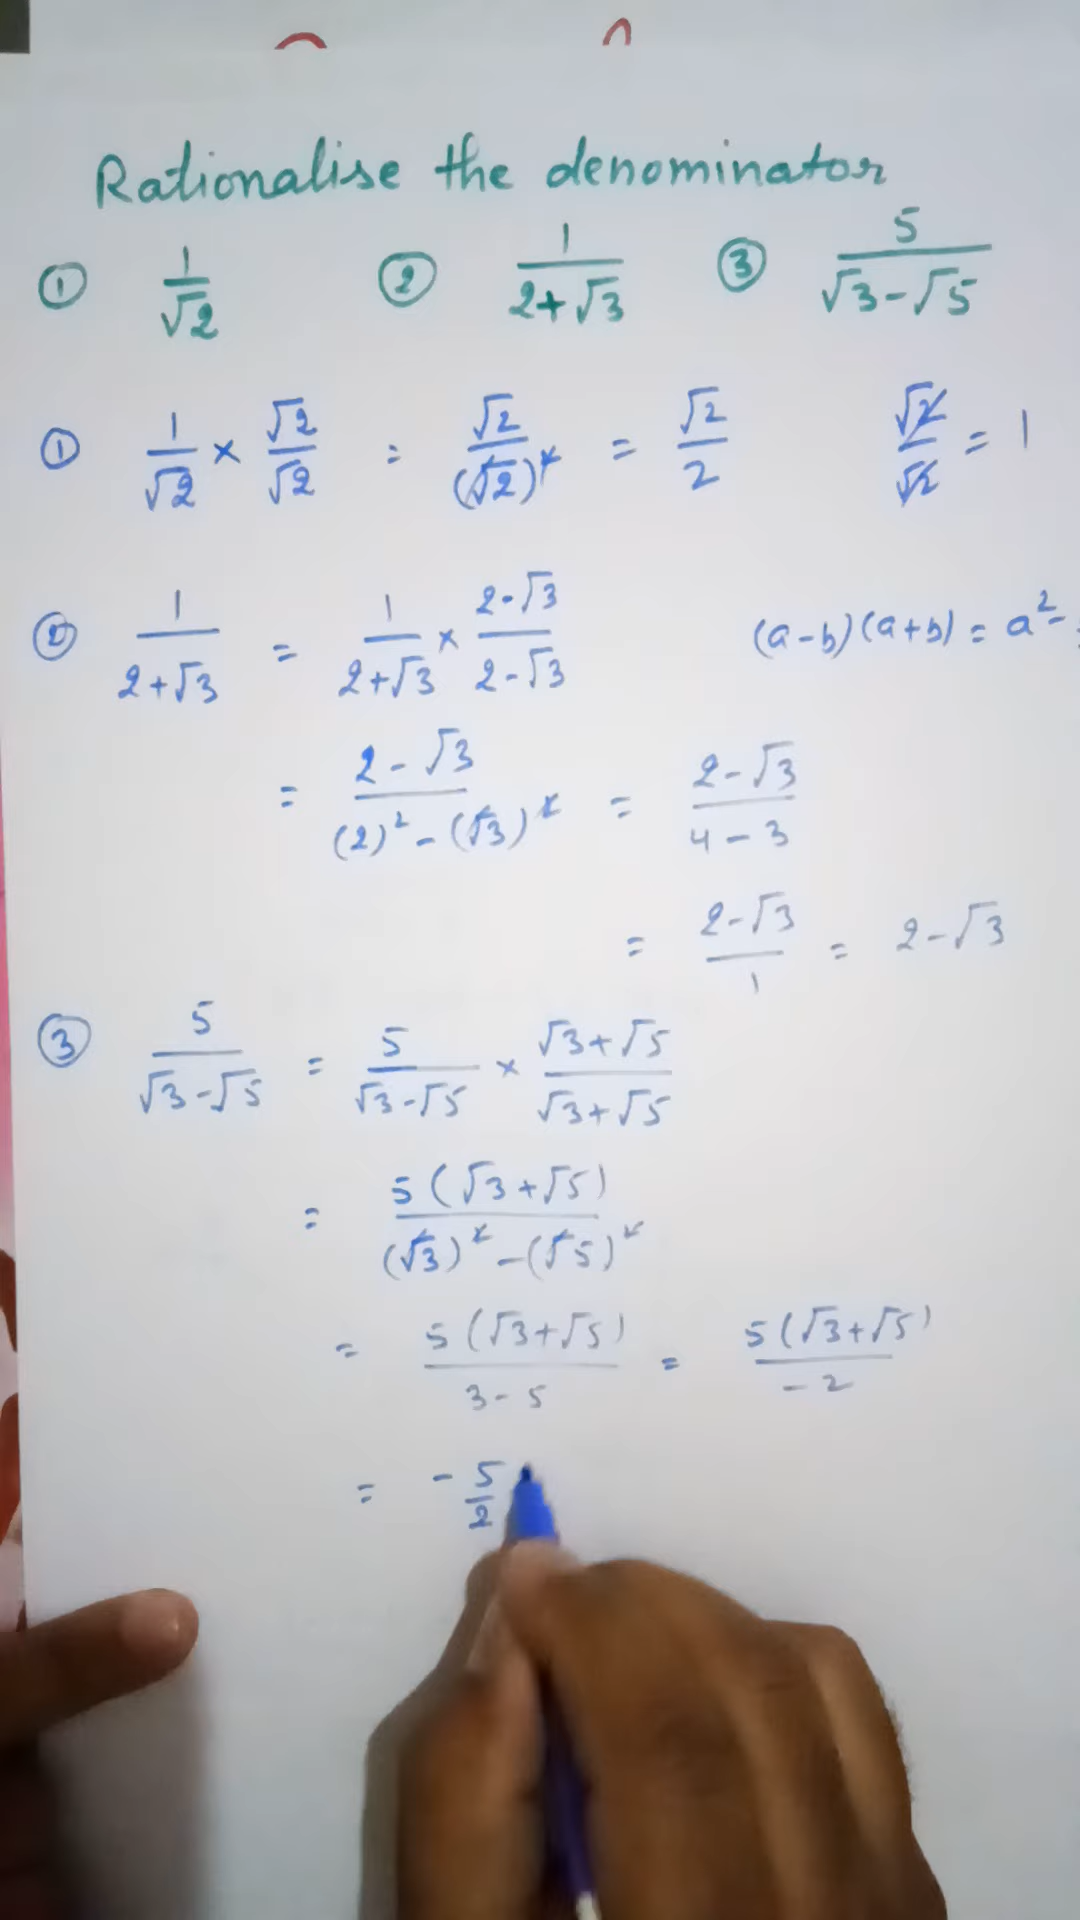 Rationalise the denominator
① 1/√2 ② 1/(2+√3) ③ 5/(√3-√5)
① 1/√2 × √2/√2 = √2/(√2)² = √2/2 √2/√2 = 1
② 1/(2+√3) = 1/(2+√3) × (2-√3)/(2-√3) (a-b)(a+b) = a²-
= (2-√3)/((2)²-(√3)²) = (2-√3)/(4-3)
= (2-√3)/1 = 2-√3
③ 5/(√3-√5) = 5/(√3-√5) × (√3+√5)/(√3+√5)
= 5(√3+√5)/((√3)²-(√5)²)
= 5(√3+√5)/(3-5) = 5(√3+√5)/(-2)
= -5/2